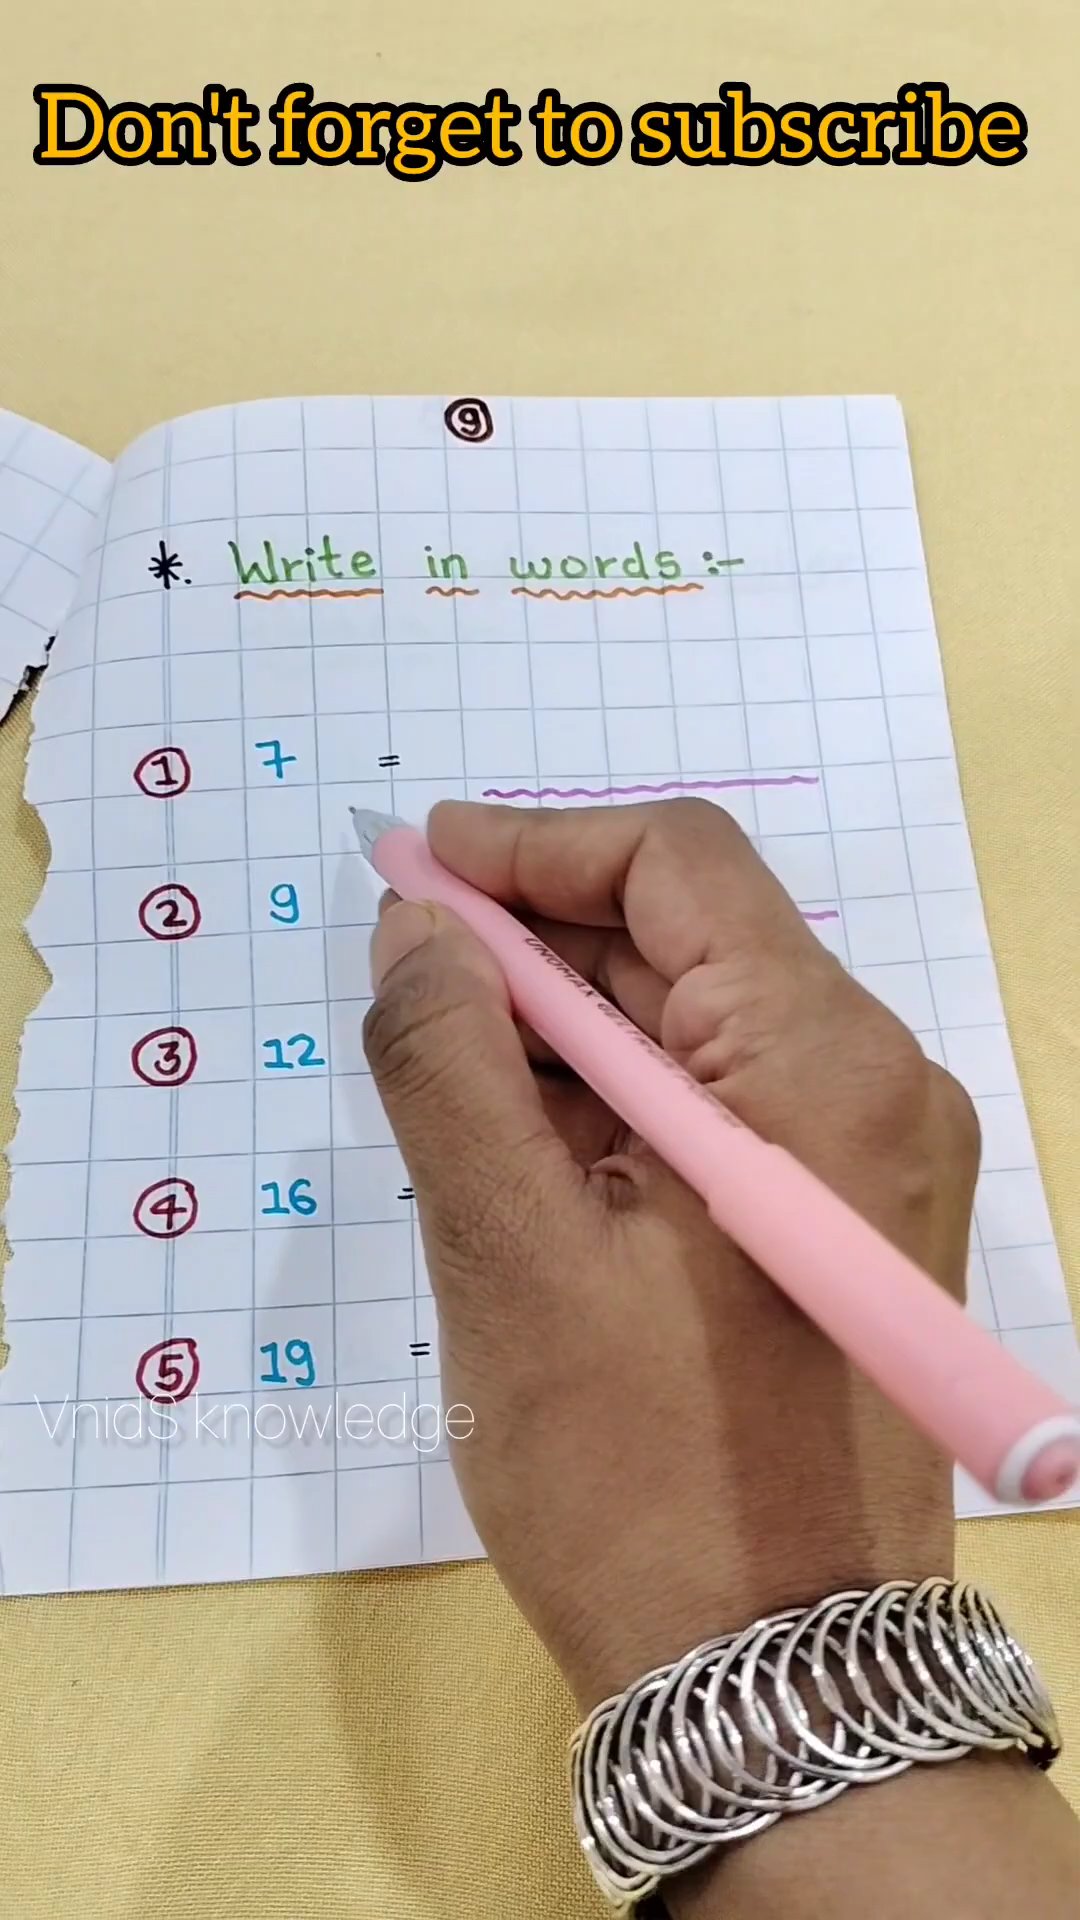 Don't forget to subscribe
9
*. Write in words :-
1 7 =
2 9
3 12
4 16 =
5 19 =
VnidS knowledge
UNOMAX